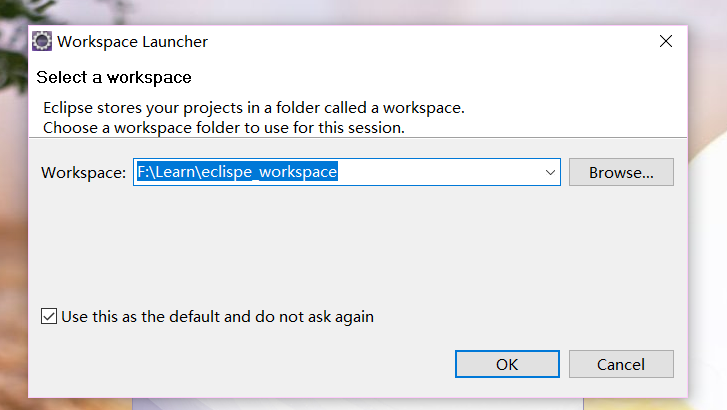 Workspace Launcher
Select a workspace
Eclipse stores your projects in a folder called a workspace.
Choose a workspace folder to use for this session.
Workspace: F:\Learn\eclispe_workspace Browse...
Use this as the default and do not ask again
OK Cancel